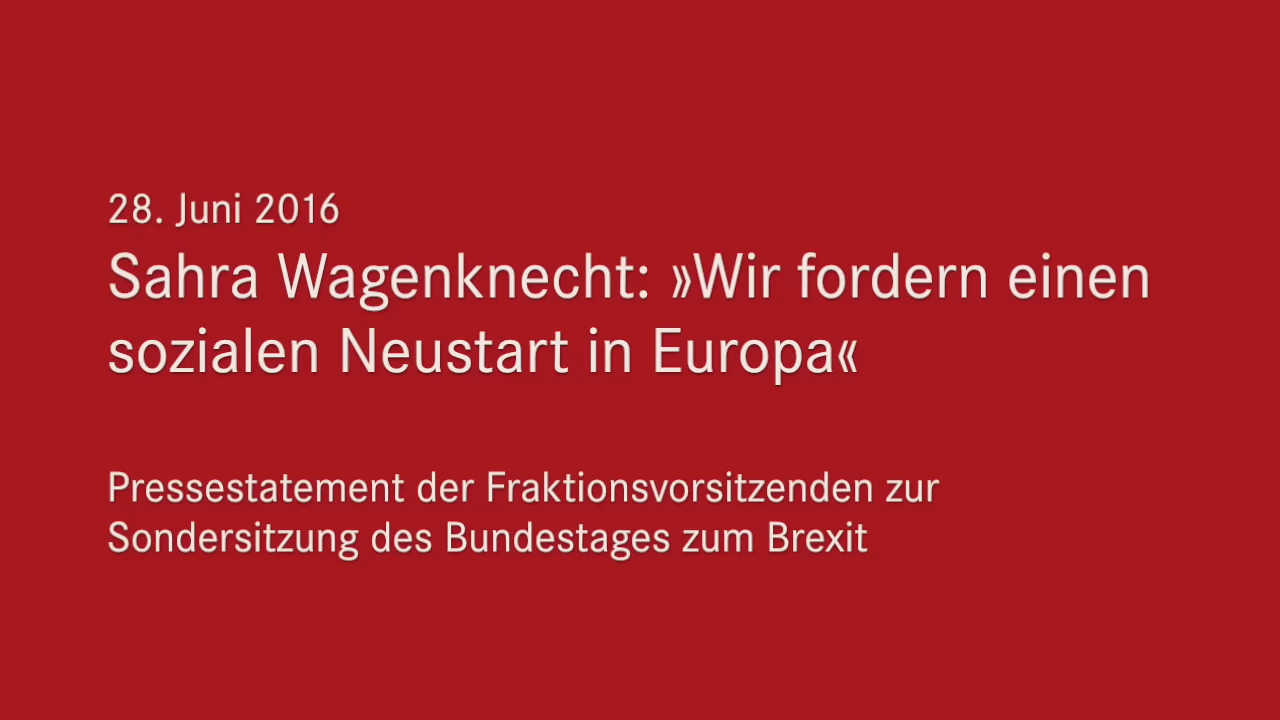 28. Juni 2016
Sahra Wagenknecht: »Wir fordern einen
sozialen Neustart in Europa«
Pressestatement der Fraktionsvorsitzenden zur
Sondersitzung des Bundestages zum Brexit